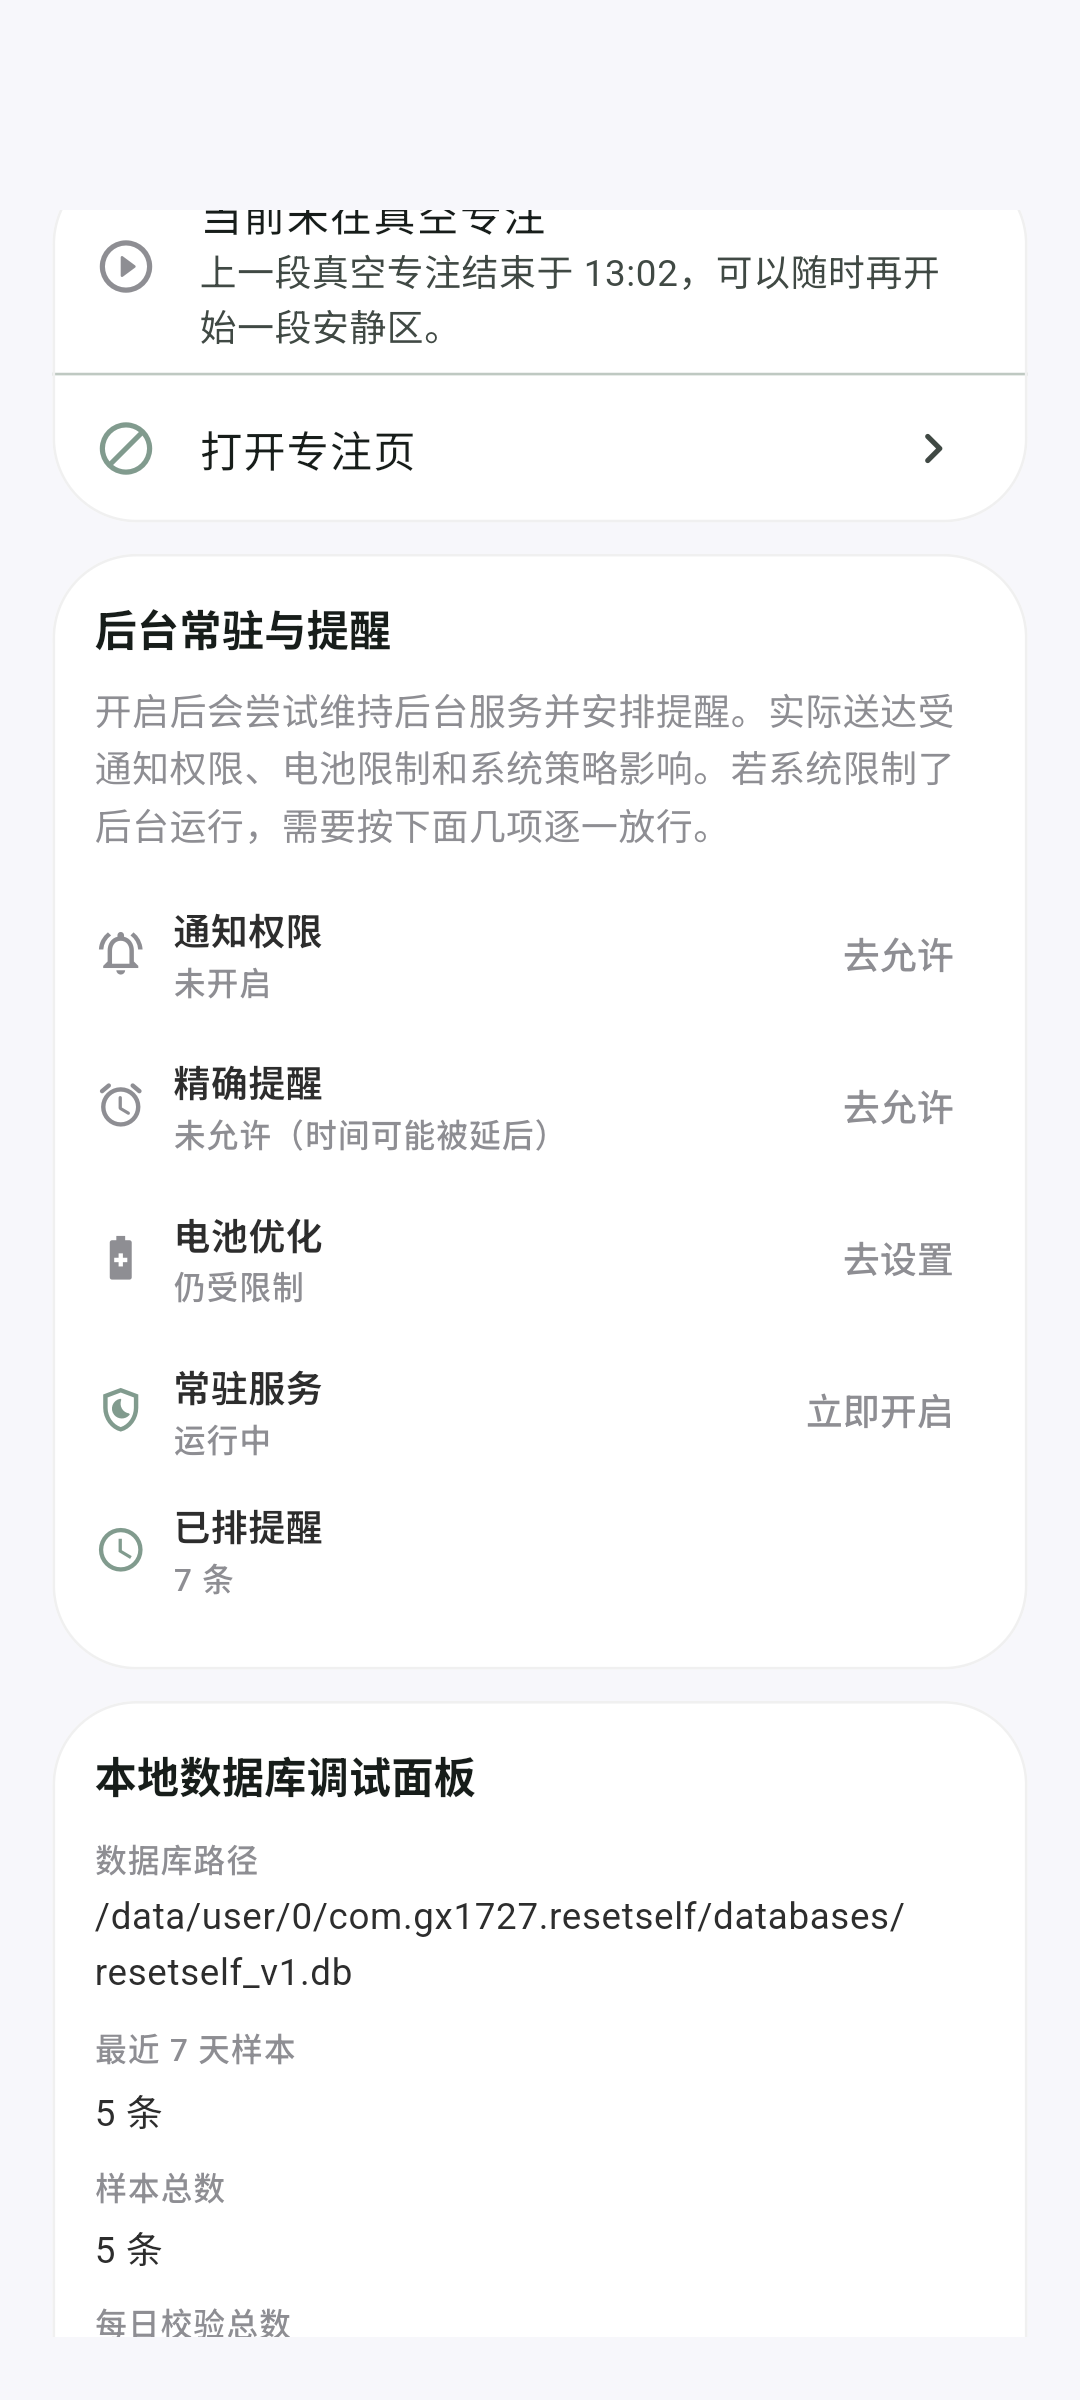 当前未在真空专注
上一段真空专注结束于 13:02，可以随时再开
始一段安静区。
打开专注页
后台常驻与提醒
开启后会尝试维持后台服务并安排提醒。实际送达受
通知权限、电池限制和系统策略影响。若系统限制了
后台运行，需要按下面几项逐一放行。
通知权限
未开启
去允许
精确提醒
未允许（时间可能被延后）
去允许
电池优化
仍受限制
去设置
常驻服务
运行中
立即开启
已排提醒
7 条
本地数据库调试面板
数据库路径
/data/user/0/com.gx1727.resetself/databases/
resetself_v1.db
最近 7 天样本
5 条
样本总数
5 条
每日校验总数